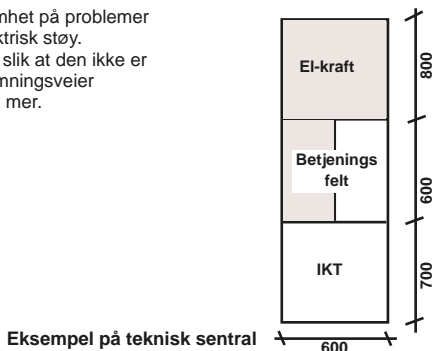 nhet på problemer
ktrisk støy.
slik at den ikke er
mningsveier
mer.
El-kraft
Betjenings
felt
IKT
800
600
700
600
Eksempel på teknisk sentral